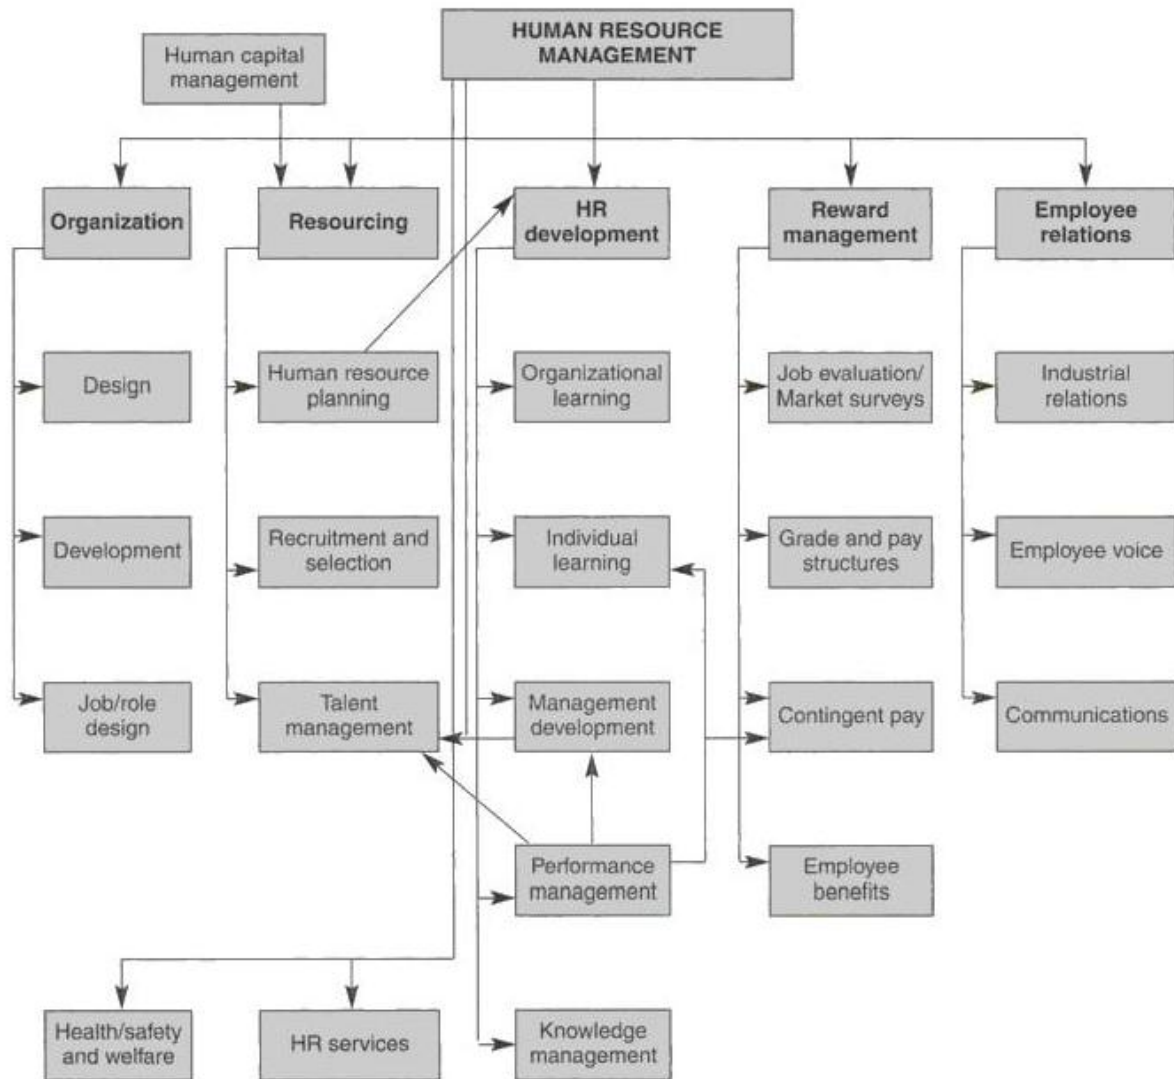 HUMAN RESOURCE
MANAGEMENT
Human capital
management
Organization
Resourcing
HR
development
Reward
management
Employee
relations
Design
Human resource
planning
Organizational
learning
Job evaluation/
Market surveys
Industrial
relations
Development
Recruitment and
selection
Individual
learning
Grade and pay
structures
Employee voice
Job/role
design
Talent
management
Management
development
Contingent pay
Communications
Performance
management
Employee
benefits
Health/safety
and welfare
HR services
Knowledge
management